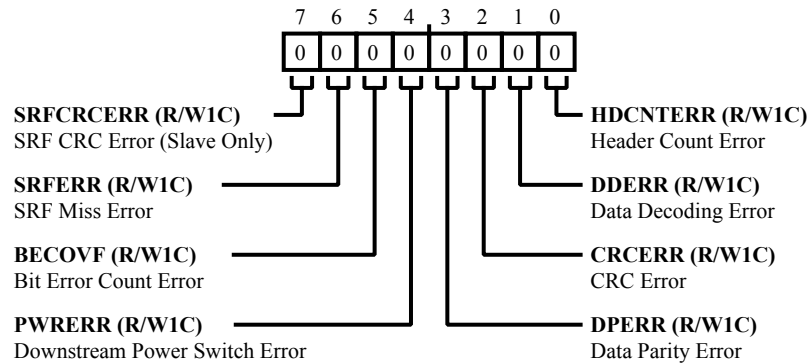 7 6 5 4 3 2 1 0
0 0 0 0 0 0 0 0
SRFCRCERR (R/W1C)
SRF CRC Error (Slave Only)
SRFERR (R/W1C)
SRF Miss Error
BECOVF (R/W1C)
Bit Error Count Error
PWRERR (R/W1C)
Downstream Power Switch Error
HDCNTERR (R/W1C)
Header Count Error
DDERR (R/W1C)
Data Decoding Error
CRCERR (R/W1C)
CRC Error
DPERR (R/W1C)
Data Parity Error